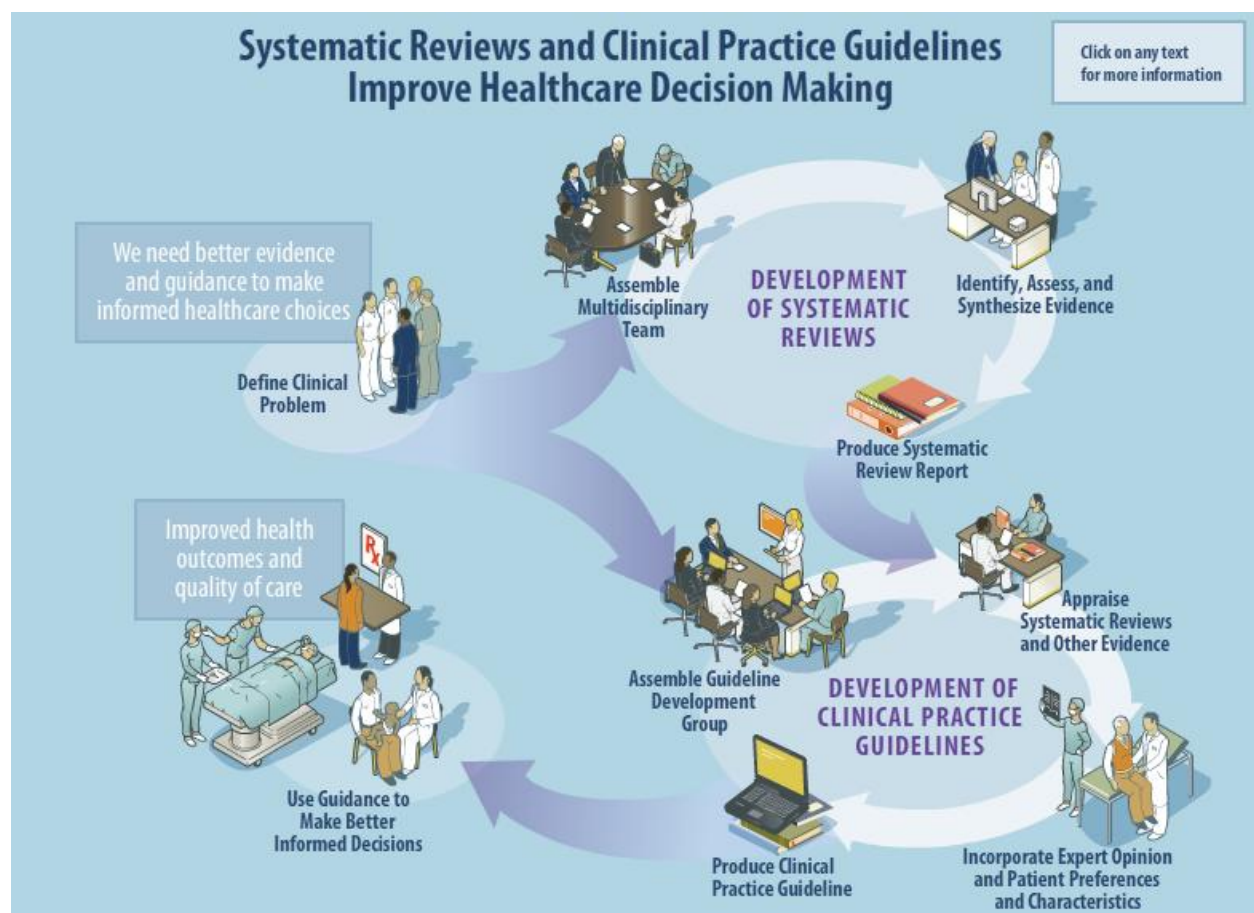 Systematic Reviews and Clinical Practice Guidelines
Improve Healthcare Decision Making
Click on any text
for more information
We need better evidence
and guidance to make
informed healthcare choices
Define Clinical
Problem
Assemble
Multidisciplinary
Team
DEVELOPMENT
OF SYSTEMATIC
REVIEWS
Identify, Assess, and
Synthesize Evidence
Produce Systematic
Review Report
Improved health
outcomes and
quality of care
Rx
Appraise
Systematic Reviews
and Other Evidence
Assemble Guideline
Development
Group
DEVELOPMENT OF
CLINICAL PRACTICE
GUIDELINES
Use Guidance to
Make Better
Informed Decisions
Produce Clinical
Practice Guideline
Incorporate Expert Opinion
and Patient Preferences
and Characteristics